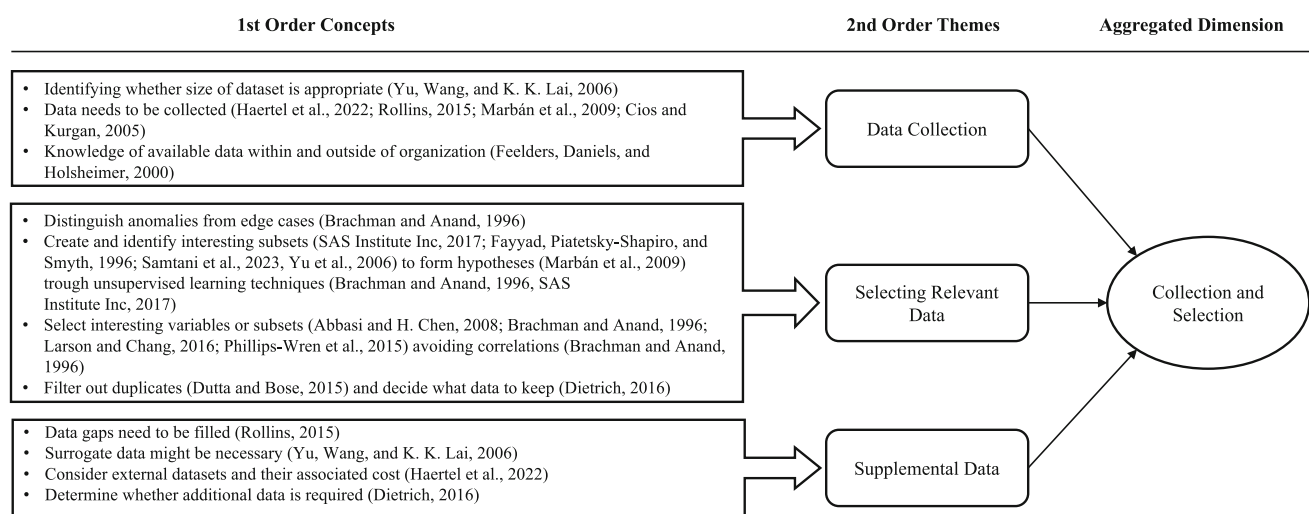 1st Order Concepts
2nd Order Themes
Aggregated Dimension
• Identifying whether size of dataset is appropriate (Yu, Wang, and K. K. Lai, 2006)
• Data needs to be collected (Haertel et al., 2022; Rollins, 2015; Marbán et al., 2009; Cios and
Kurgan, 2005)
• Knowledge of available data within and outside of organization (Feelders, Daniels, and
Holsheimer, 2000)
Data Collection
• Distinguish anomalies from edge cases (Brachman and Anand, 1996)
• Create and identify interesting subsets (SAS Institute Inc, 2017; Fayyad, Piatetsky-Shapiro, and
Smyth, 1996; Samtani et al., 2023, Yu et al., 2006) to form hypotheses (Marbán et al., 2009)
trough unsupervised learning techniques (Brachman and Anand, 1996, SAS
Institute Inc, 2017)
• Select interesting variables or subsets (Abbasi and H. Chen, 2008; Brachman and Anand, 1996;
Larson and Chang, 2016; Phillips-Wren et al., 2015) avoiding correlations (Brachman and Anand,
1996)
• Filter out duplicates (Dutta and Bose, 2015) and decide what data to keep (Dietrich, 2016)
Selecting Relevant
Data
Collection and
Selection
• Data gaps need to be filled (Rollins, 2015)
• Surrogate data might be necessary (Yu, Wang, and K. K. Lai, 2006)
• Consider external datasets and their associated cost (Haertel et al., 2022)
• Determine whether additional data is required (Dietrich, 2016)
Supplemental Data